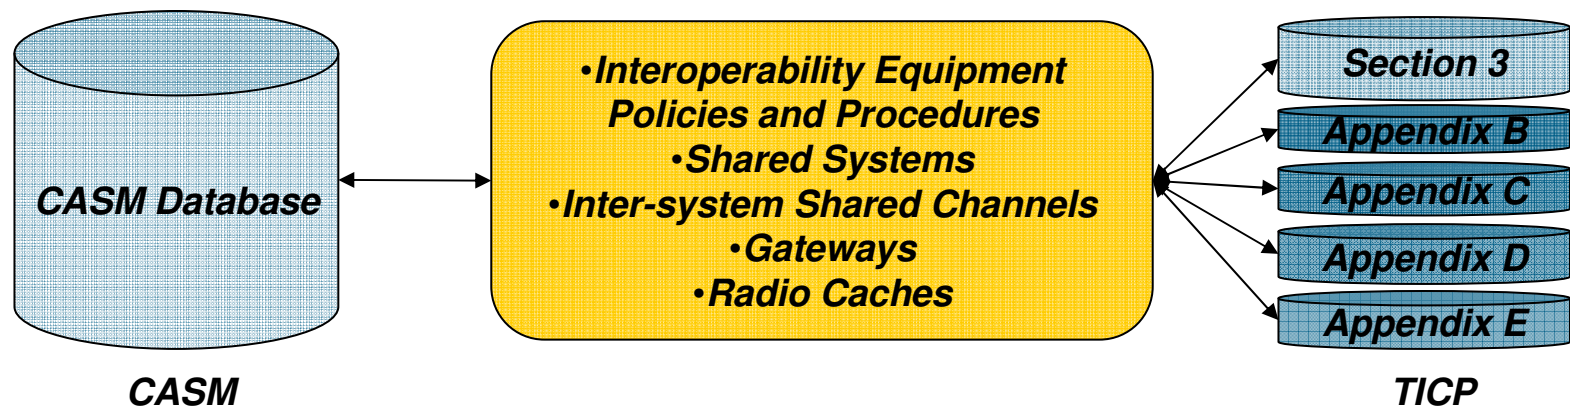 CASM Database
•Interoperability Equipment
Policies and Procedures
•Shared Systems
•Inter-system Shared Channels
•Gateways
•Radio Caches
Section 3
Appendix B
Appendix C
Appendix D
Appendix E
CASM
TICP